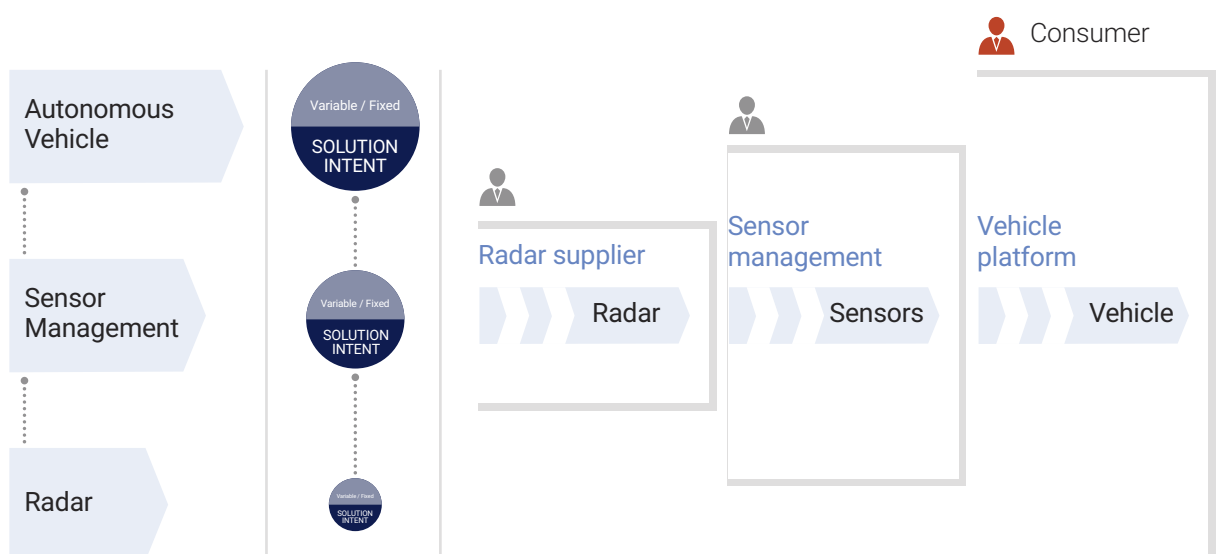 Consumer
Autonomous
Vehicle
Variable / Fixed
SOLUTION
INTENT
Radar supplier
Sensor
management
Vehicle
platform
Sensor
Management
Variable / Fixed
SOLUTION
INTENT
Radar
Sensors
Vehicle
Radar
Variable / Fixed
SOLUTION
INTENT